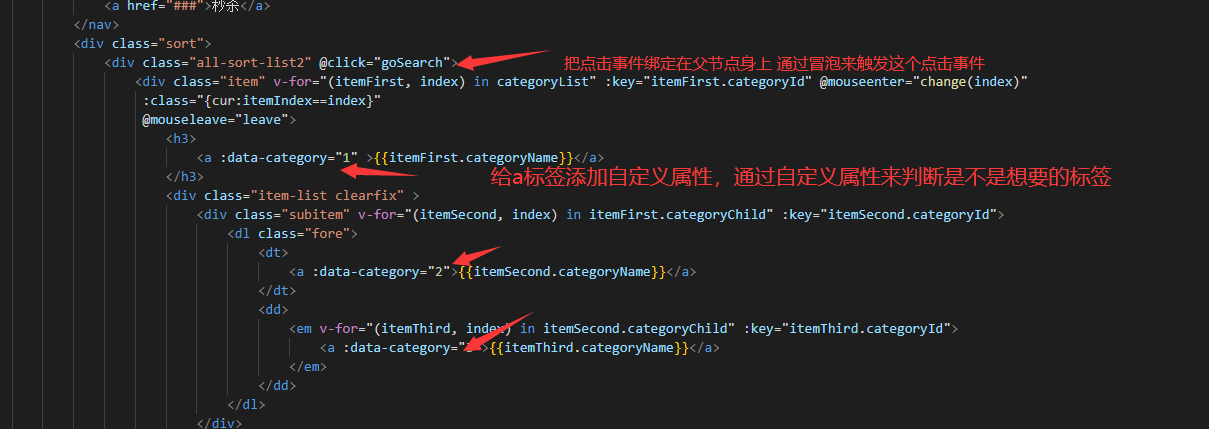 <a href="###">秒杀</a>
</nav>
<div class="sort">
<div class="all-sort-list2" @click="goSearch"> 把点击事件绑定在父节点身上 通过冒泡来触发这个点击事件
<div class="item" v-for="(itemFirst, index) in categoryList" :key="itemFirst.categoryId" @mouseenter="change(index)"
:class="{cur:itemIndex==index}"
@mouseleave="leave">
<h3>
<a :data-category="1" >{{itemFirst.categoryName}}</a>
</h3> 给a标签添加自定义属性，通过自定义属性来判断是不是想要的标签
<div class="item-list clearfix" >
<div class="subitem" v-for="(itemSecond, index) in itemFirst.categoryChild" :key="itemSecond.categoryId">
<dl class="fore">
<dt>
<a :data-category="2">{{itemSecond.categoryName}}</a>
</dt>
<dd>
<em v-for="(itemThird, index) in itemSecond.categoryChild" :key="itemThird.categoryId">
<a :data-category="3">{{itemThird.categoryName}}</a>
</em>
</dd>
</dl>
</div>